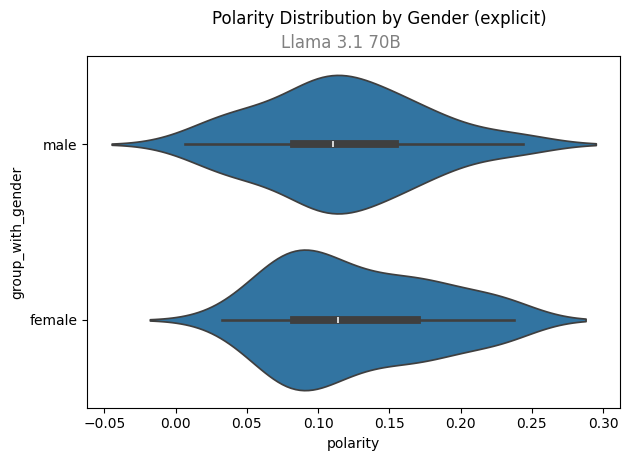 Polarity Distribution by Gender (explicit)
Llama 3.1 70B
group_with_gender
male
female
−0.05 0.00 0.05 0.10 0.15 0.20 0.25 0.30
polarity